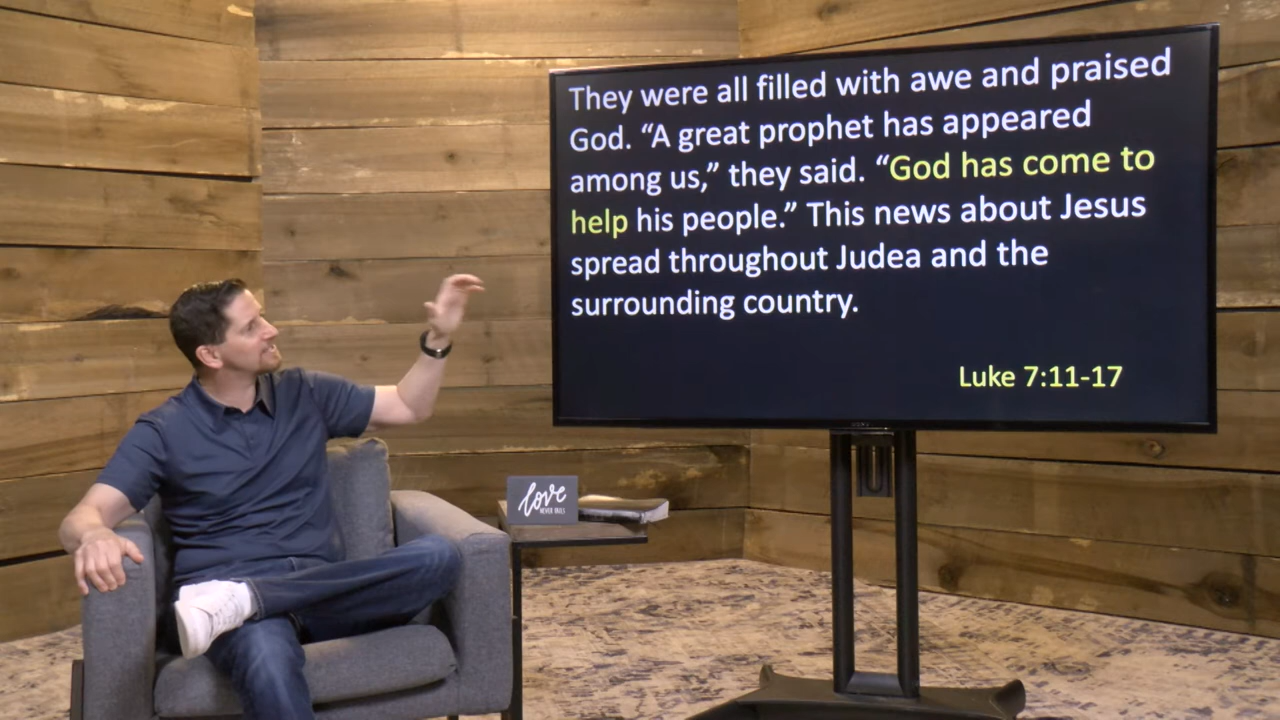 They were all filled with awe and praised
God. “A great prophet has appeared
among us,” they said. “God has come to
help his people.” This news about Jesus
spread throughout Judea and the
surrounding country.
Luke 7:11-17
love
NEVER FAILS